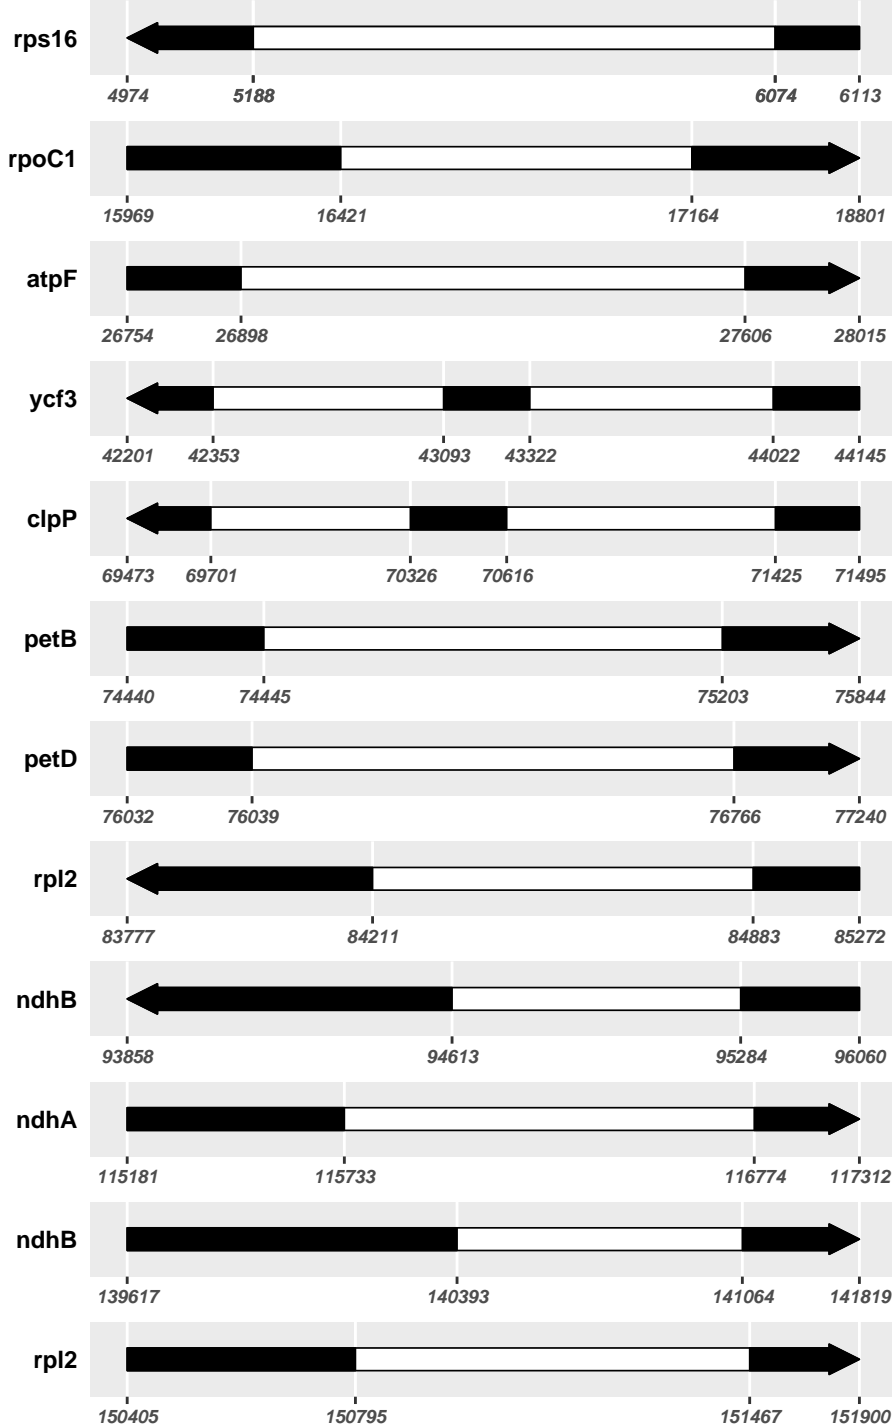 rps16
4974 5188 6074 6113
rpoC1
15969 16421 17164 18801
atpF
26754 26898 27606 28015
ycf3
42201 42353 43093 43322 44022 44145
clpP
69473 69701 70326 70616 71425 71495
petB
74440 74445 75203 75844
petD
76032 76039 76766 77240
rpl2
83777 84211 84883 85272
ndhB
93858 94613 95284 96060
ndhA
115181 115733 116774 117312
ndhB
139617 140393 141064 141819
rpl2
150405 150795 151467 151900